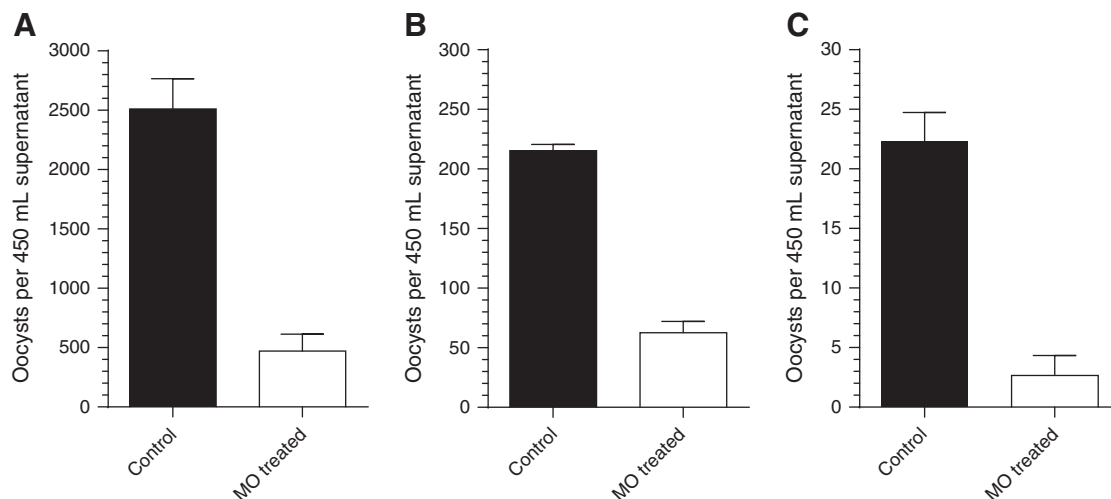 A
Oocysts per 450 mL supernatant
3000
2500
2000
1500
1000
500
0
Control
MO treated
B
Oocysts per 450 mL supernatant
300
250
200
150
100
50
0
Control
MO treated
C
Oocysts per 450 mL supernatant
30
25
20
15
10
5
0
Control
MO treated